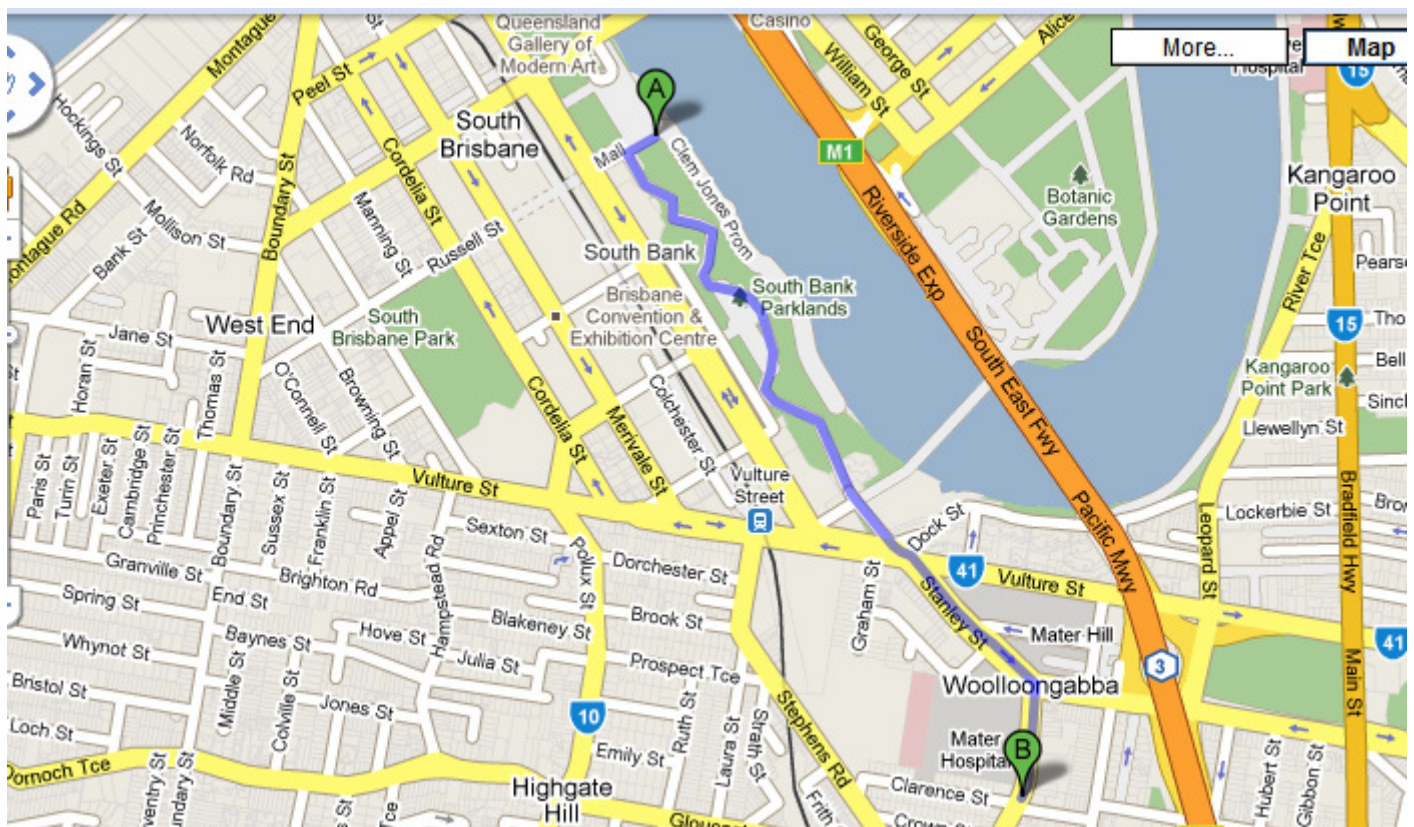 Queensland
Gallery of
Modern Art
Casino
George St
William St
Alice
More...
Map
Hospital
15
Montague
Montague Rd
Peel St
Hockings St
Norfolk Rd
South
Brisbane
A
Mall
Clem Jones Prom
M1
Riverside Exp
Botanic
Gardens
Kangaroo
Point
River Tce
Boundary St
Cordelia St
Manning St
Mollison St
Bank St
Russell St
South Bank
South Bank
Parklands
Brisbane
Convention &
Exhibition Centre
South
Brisbane Park
West End
Jane St
Horan St
Thomas St
O'Connell St
Browning St
Cordelia St
Merivale St
Colchester St
South East Fwy
Pacific Mwy
15
Kangaroo
Point Park
Tho
Bell
Llewellyn St
Bradfield Hwy
Main St
Leopard St
Lockerbie St
Paris St
Turin St
Exeter St
Cambridge St
Princhester St
Boundary St
Sussex St
Franklin St
Appel St
Vulture St
Vulture
Street
Sexton St
Hampstead Rd
Pollux St
Dorchester St
Dock St
41
Vulture St
41
Granville St
Brighton Rd
Spring St
End St
Blakeney St
Brook St
Graham St
Stanley St
Mater Hill
3
Whynot St
Baynes St
Hove St
Julia St
Prospect Tce
Woolloongabba
Bristol St
Middle St
Colville St
Jones St
10
Ruth St
Laura St
Strath St
Stephens Rd
Loch St
Emily St
Mater
Hospital
B
Dornoch Tce
Highgate
Hill
Frith
Clarence St
Crown St
Hubert St
Gibbon St